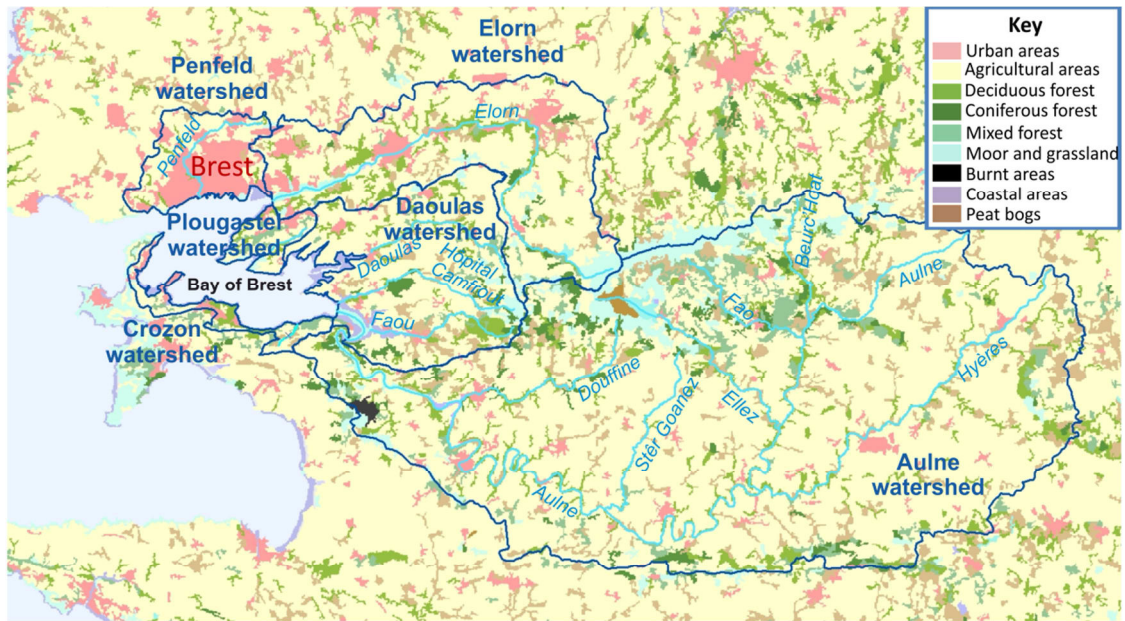 Elorn
watershed
Penfeld
watershed
Key
Urban areas
Agricultural areas
Deciduous forest
Coniferous forest
Mixed forest
Moor and grassland
Burnt areas
Coastal areas
Peat bogs
Penfeld
Elorn
Brest
Plougastel
watershed
Daoulas
watershed
Daoulas
Hôpital
Camfrout
Beurc'Hoat
Aulne
Bay of Brest
Fao
Faou
Crozon
watershed
Douffine
Ellez
Stêr Goanez
Hyères
Aulne
Aulne
watershed